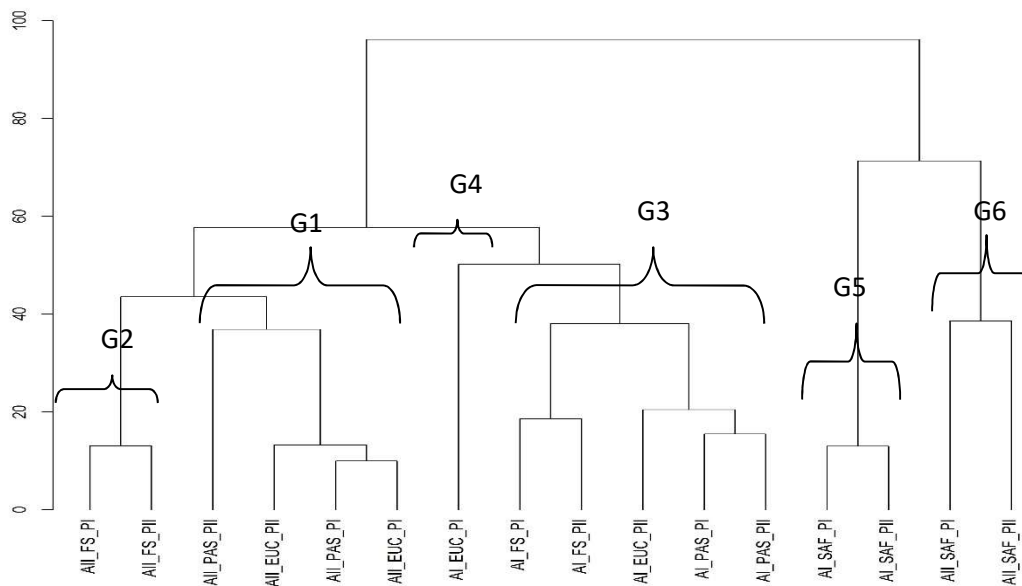 100
80
60
40
20
0
G4
G3
G6
G1
G5
G2
AII_FS_PI
AII_FS_PII
AII_PAS_PII
AII_EUC_PII
AII_PAS_PI
AII_EUC_PI
AI_EUC_PI
AI_FS_PI
AI_FS_PII
AI_EUC_PII
AI_PAS_PI
AI_PAS_PII
AI_SAF_PI
AI_SAF_PII
AII_SAF_PI
AII_SAF_PII